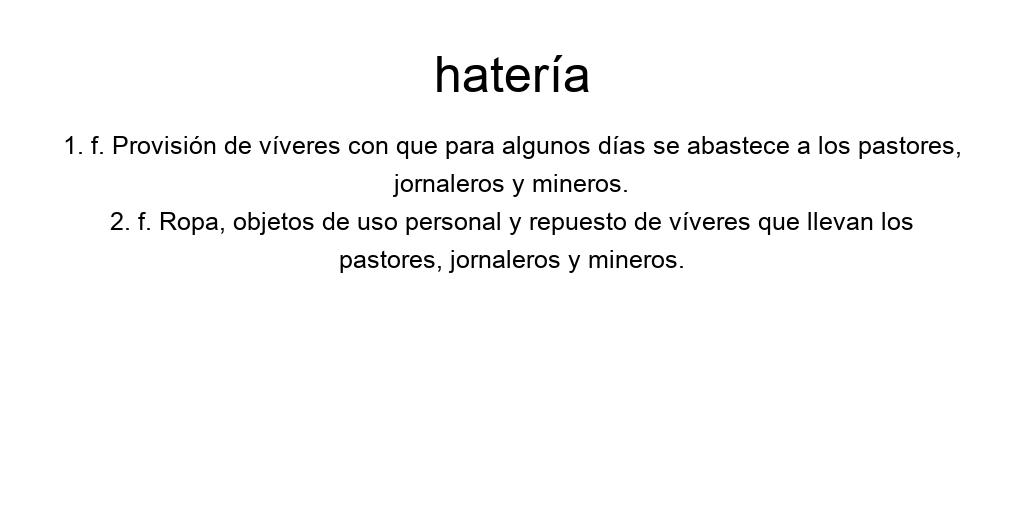 hatería
1. f. Provisión de víveres con que para algunos días se abastece a los pastores,
jornaleros y mineros.
2. f. Ropa, objetos de uso personal y repuesto de víveres que llevan los
pastores, jornaleros y mineros.